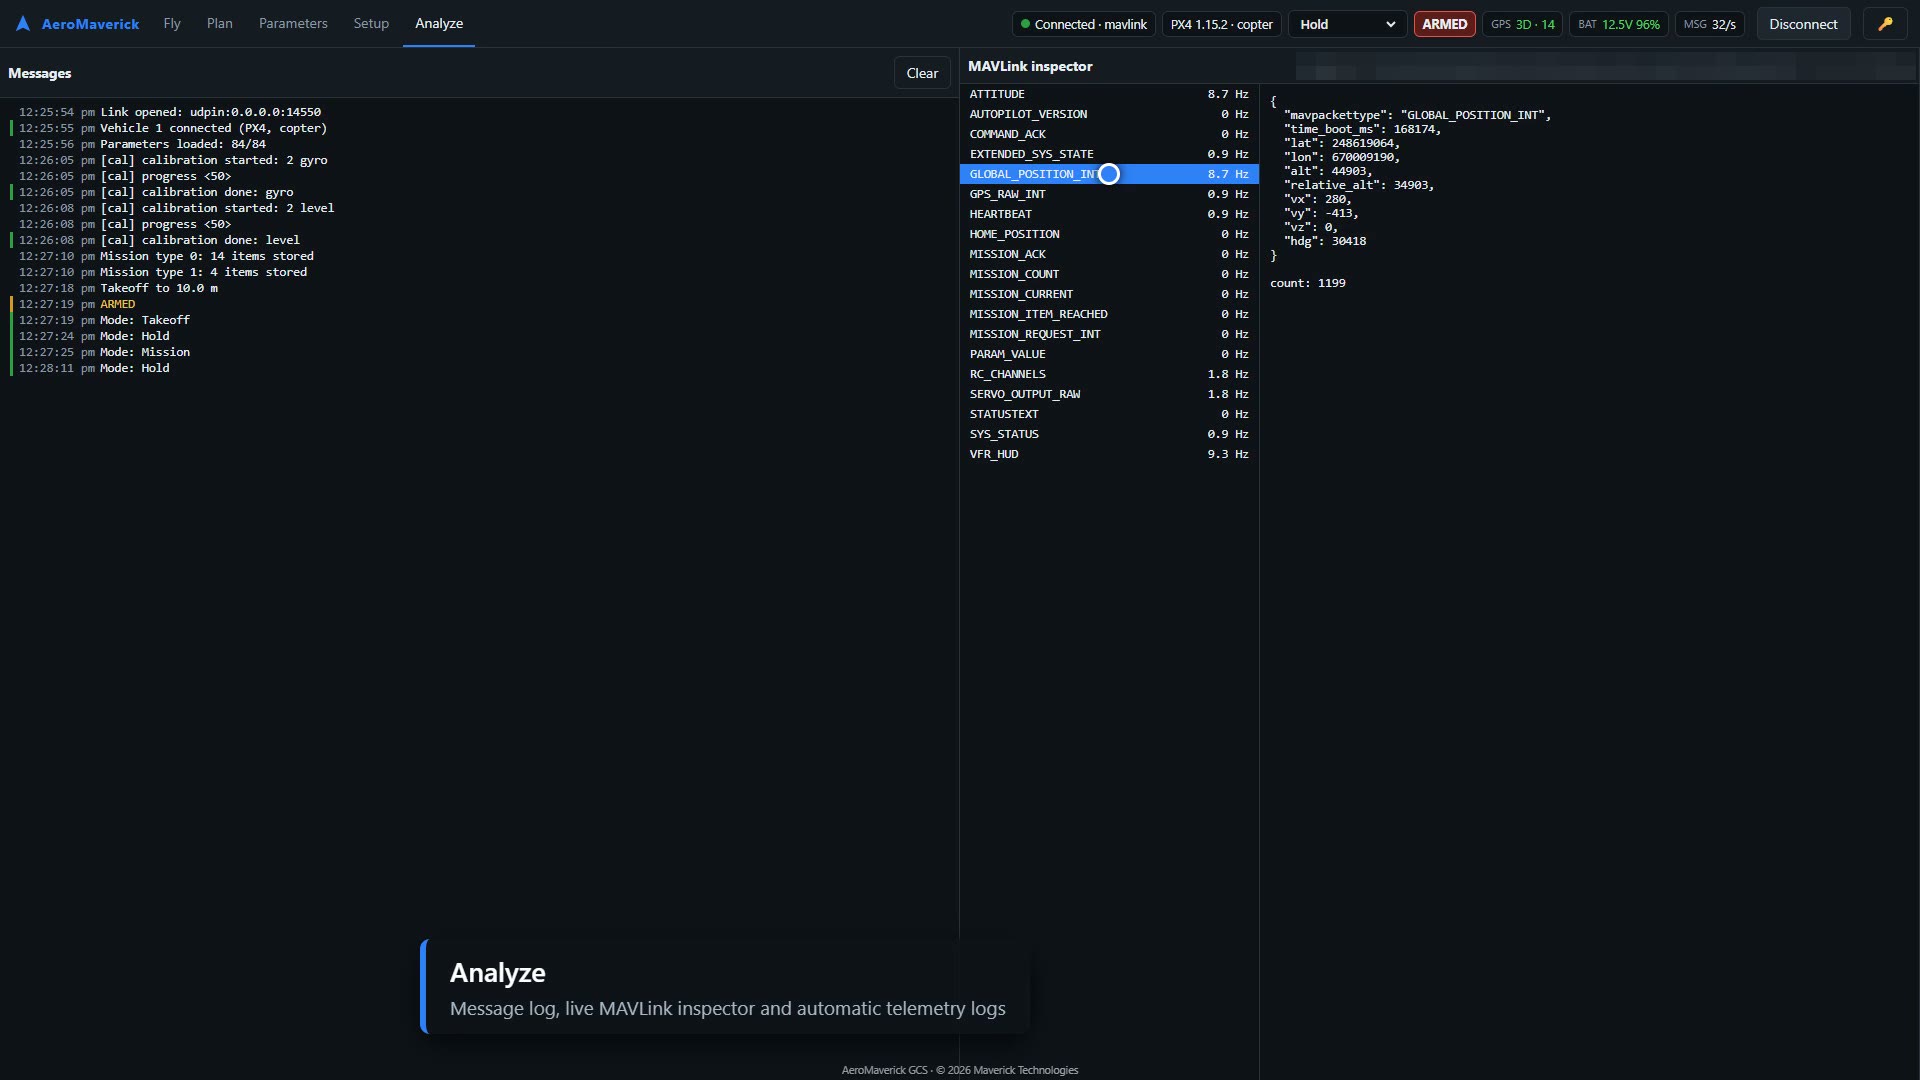 AeroMaverick Fly Plan Parameters Setup Analyze Connected · mavlink PX4 1.15.2 · copter Hold ARMED GPS 3D · 14 BAT 12.5V 96% MSG 32/s Disconnect
Messages Clear
12:25:54 pm Link opened: udpin:0.0.0.0:14550
12:25:55 pm Vehicle 1 connected (PX4, copter)
12:25:56 pm Parameters loaded: 84/84
12:26:05 pm [cal] calibration started: 2 gyro
12:26:05 pm [cal] progress <50>
12:26:05 pm [cal] calibration done: gyro
12:26:08 pm [cal] calibration started: 2 level
12:26:08 pm [cal] progress <50>
12:26:08 pm [cal] calibration done: level
12:27:10 pm Mission type 0: 14 items stored
12:27:10 pm Mission type 1: 4 items stored
12:27:18 pm Takeoff to 10.0 m
12:27:19 pm ARMED
12:27:19 pm Mode: Takeoff
12:27:24 pm Mode: Hold
12:27:25 pm Mode: Mission
12:28:11 pm Mode: Hold
MAVLink inspector
ATTITUDE 8.7 Hz
AUTOPILOT_VERSION 0 Hz
COMMAND_ACK 0 Hz
EXTENDED_SYS_STATE 0.9 Hz
GLOBAL_POSITION_INT 8.7 Hz
GPS_RAW_INT 0.9 Hz
HEARTBEAT 0.9 Hz
HOME_POSITION 0 Hz
MISSION_ACK 0 Hz
MISSION_COUNT 0 Hz
MISSION_CURRENT 0 Hz
MISSION_ITEM_REACHED 0 Hz
MISSION_REQUEST_INT 0 Hz
PARAM_VALUE 0 Hz
RC_CHANNELS 1.8 Hz
SERVO_OUTPUT_RAW 1.8 Hz
STATUSTEXT 0 Hz
SYS_STATUS 0.9 Hz
VFR_HUD 9.3 Hz
{
"mavpackettype": "GLOBAL_POSITION_INT",
"time_boot_ms": 168174,
"lat": 248619064,
"lon": 670009190,
"alt": 44903,
"relative_alt": 34903,
"vx": 280,
"vy": -413,
"vz": 0,
"hdg": 30418
}
count: 1199
Analyze
Message log, live MAVLink inspector and automatic telemetry logs
AeroMaverick GCS · © 2026 Maverick Technologies